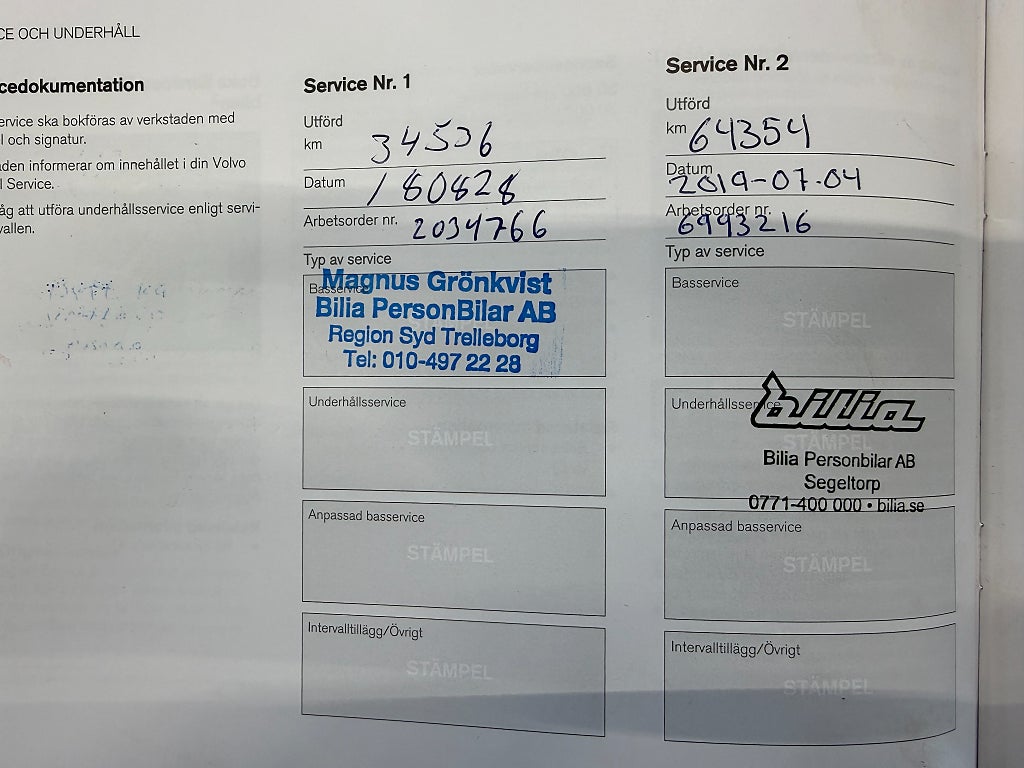 CE OCH UNDERHÅLL
cedokumentation
ervice ska bokföras av verkstaden med
l och signatur.
den informerar om innehållet i din Volvo
l Service.
åg att utföra underhållsservice enligt servi-
vallen.
Service Nr. 1
Utförd
km 34536
Datum 180828
Arbetsorder nr. 2034766
Typ av service
Basservice
Magnus Grönkvist
Bilia PersonBilar AB
Region Syd Trelleborg
Tel: 010-497 22 28
Underhållsservice
STÄMPEL
Anpassad basservice
STÄMPEL
Intervalltillägg/Övrigt
STÄMPEL
Service Nr. 2
Utförd
km 64354
Datum 2019-07-04
Arbetsorder nr. 6993216
Typ av service
Basservice
STÄMPEL
Underhållsservice
bilia
STÄMPEL
Bilia Personbilar AB
Segeltorp
0771-400 000 • bilia.se
Anpassad basservice
STÄMPEL
Intervalltillägg/Övrigt
STÄMPEL